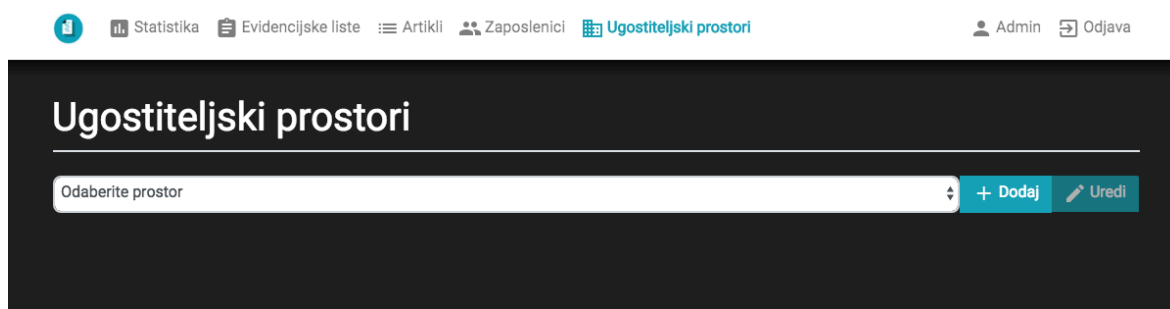 Statistika Evidencijske liste Artikli Zaposlenici Ugostiteljski prostori Admin Odjava
Ugostiteljski prostori
Odaberite prostor + Dodaj Uredi